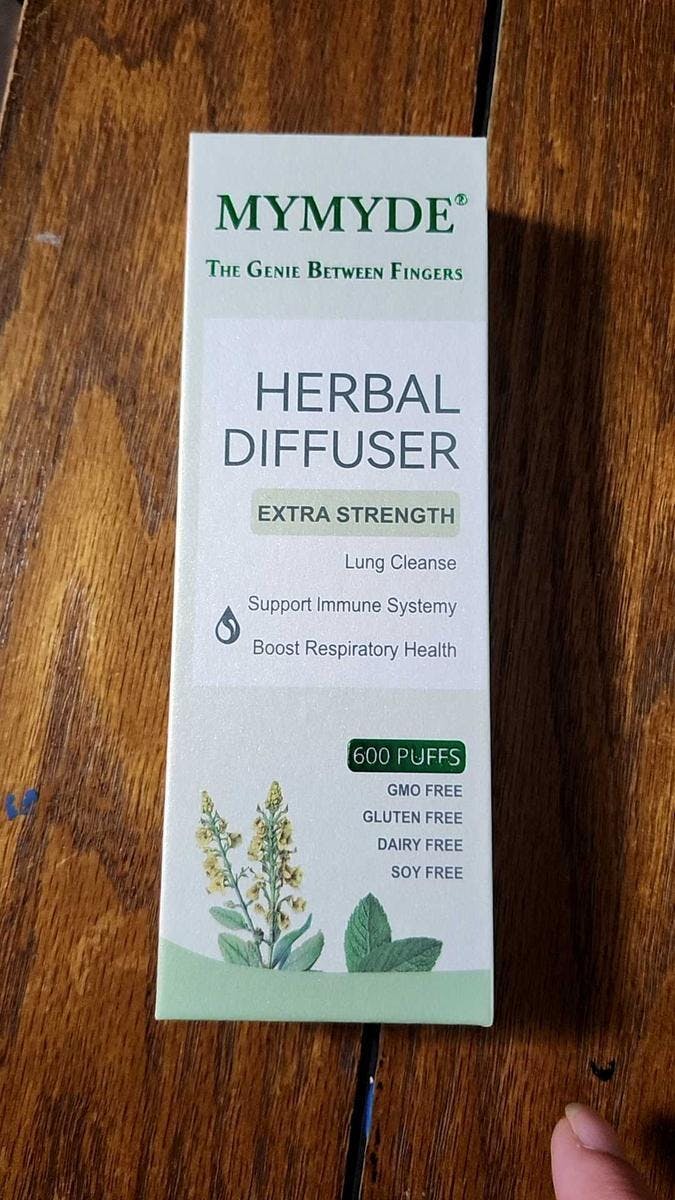 MYMYDE®
THE GENIE BETWEEN FINGERS
HERBAL
DIFFUSER
EXTRA STRENGTH
Lung Cleanse
Support Immune Systemy
Boost Respiratory Health
600 PUFFS
GMO FREE
GLUTEN FREE
DAIRY FREE
SOY FREE